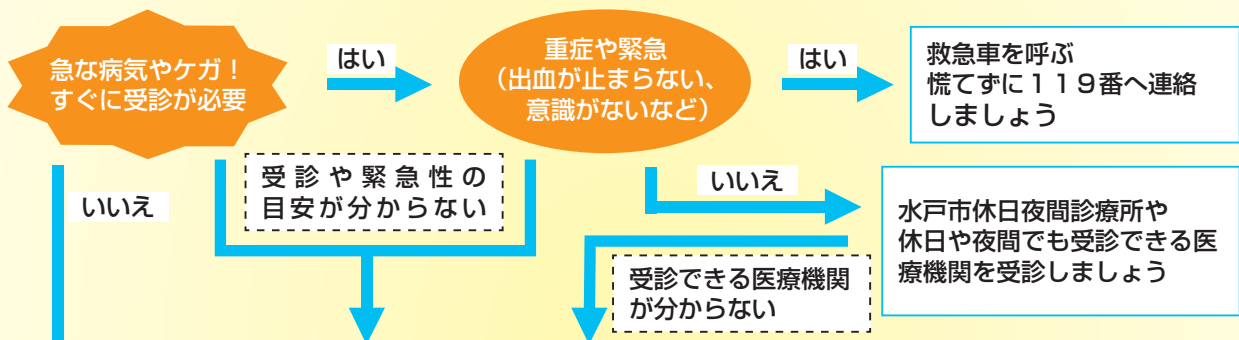 急な病気やケガ！
すぐに受診が必要
はい
重症や緊急
（出血が止まらない、
意識がないなど）
はい
救急車を呼ぶ
慌てずに１１９番へ連絡
しましょう
いいえ
受診や緊急性の
目安が分からない
いいえ
水戸市休日夜間診療所や
休日や夜間でも受診できる医
療機関を受診しましょう
受診できる医療機関
が分からない